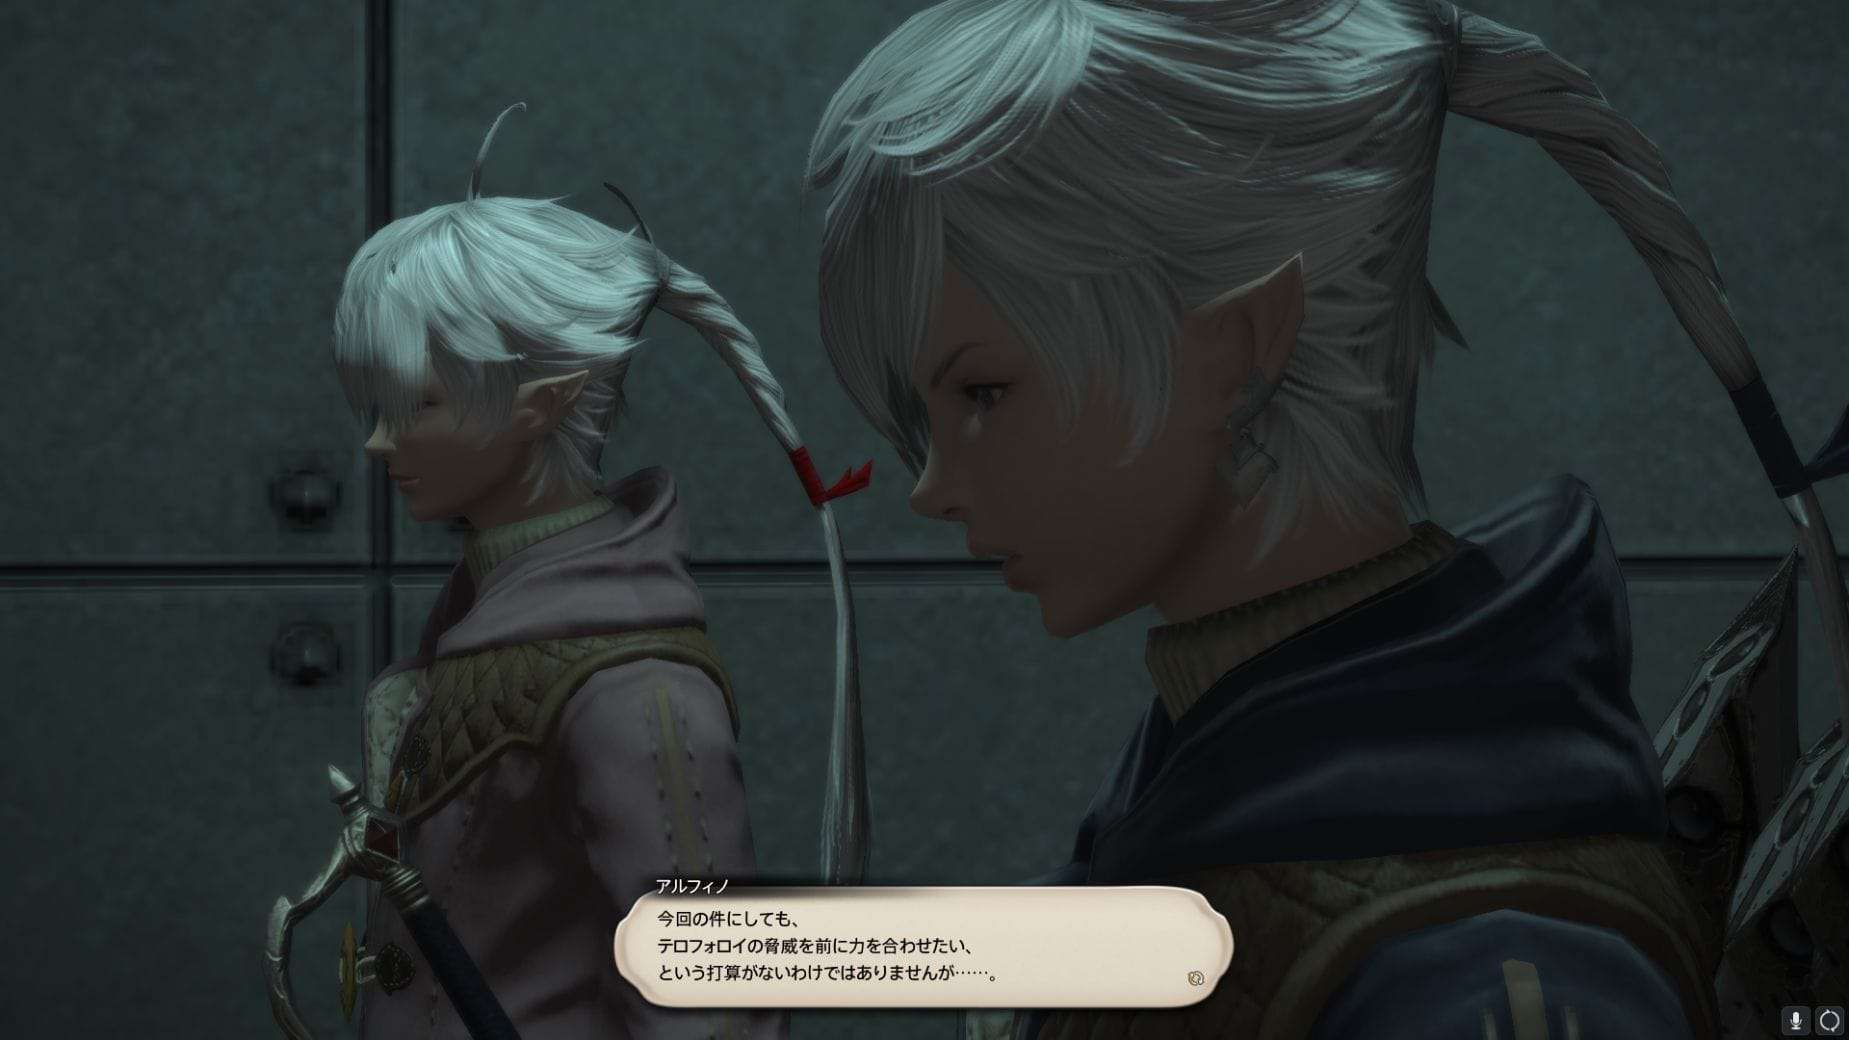 アルフィノ
今回の件にしても、
テロフォロイの脅威を前に力を合わせたい、
という打算がないわけではありませんが……。